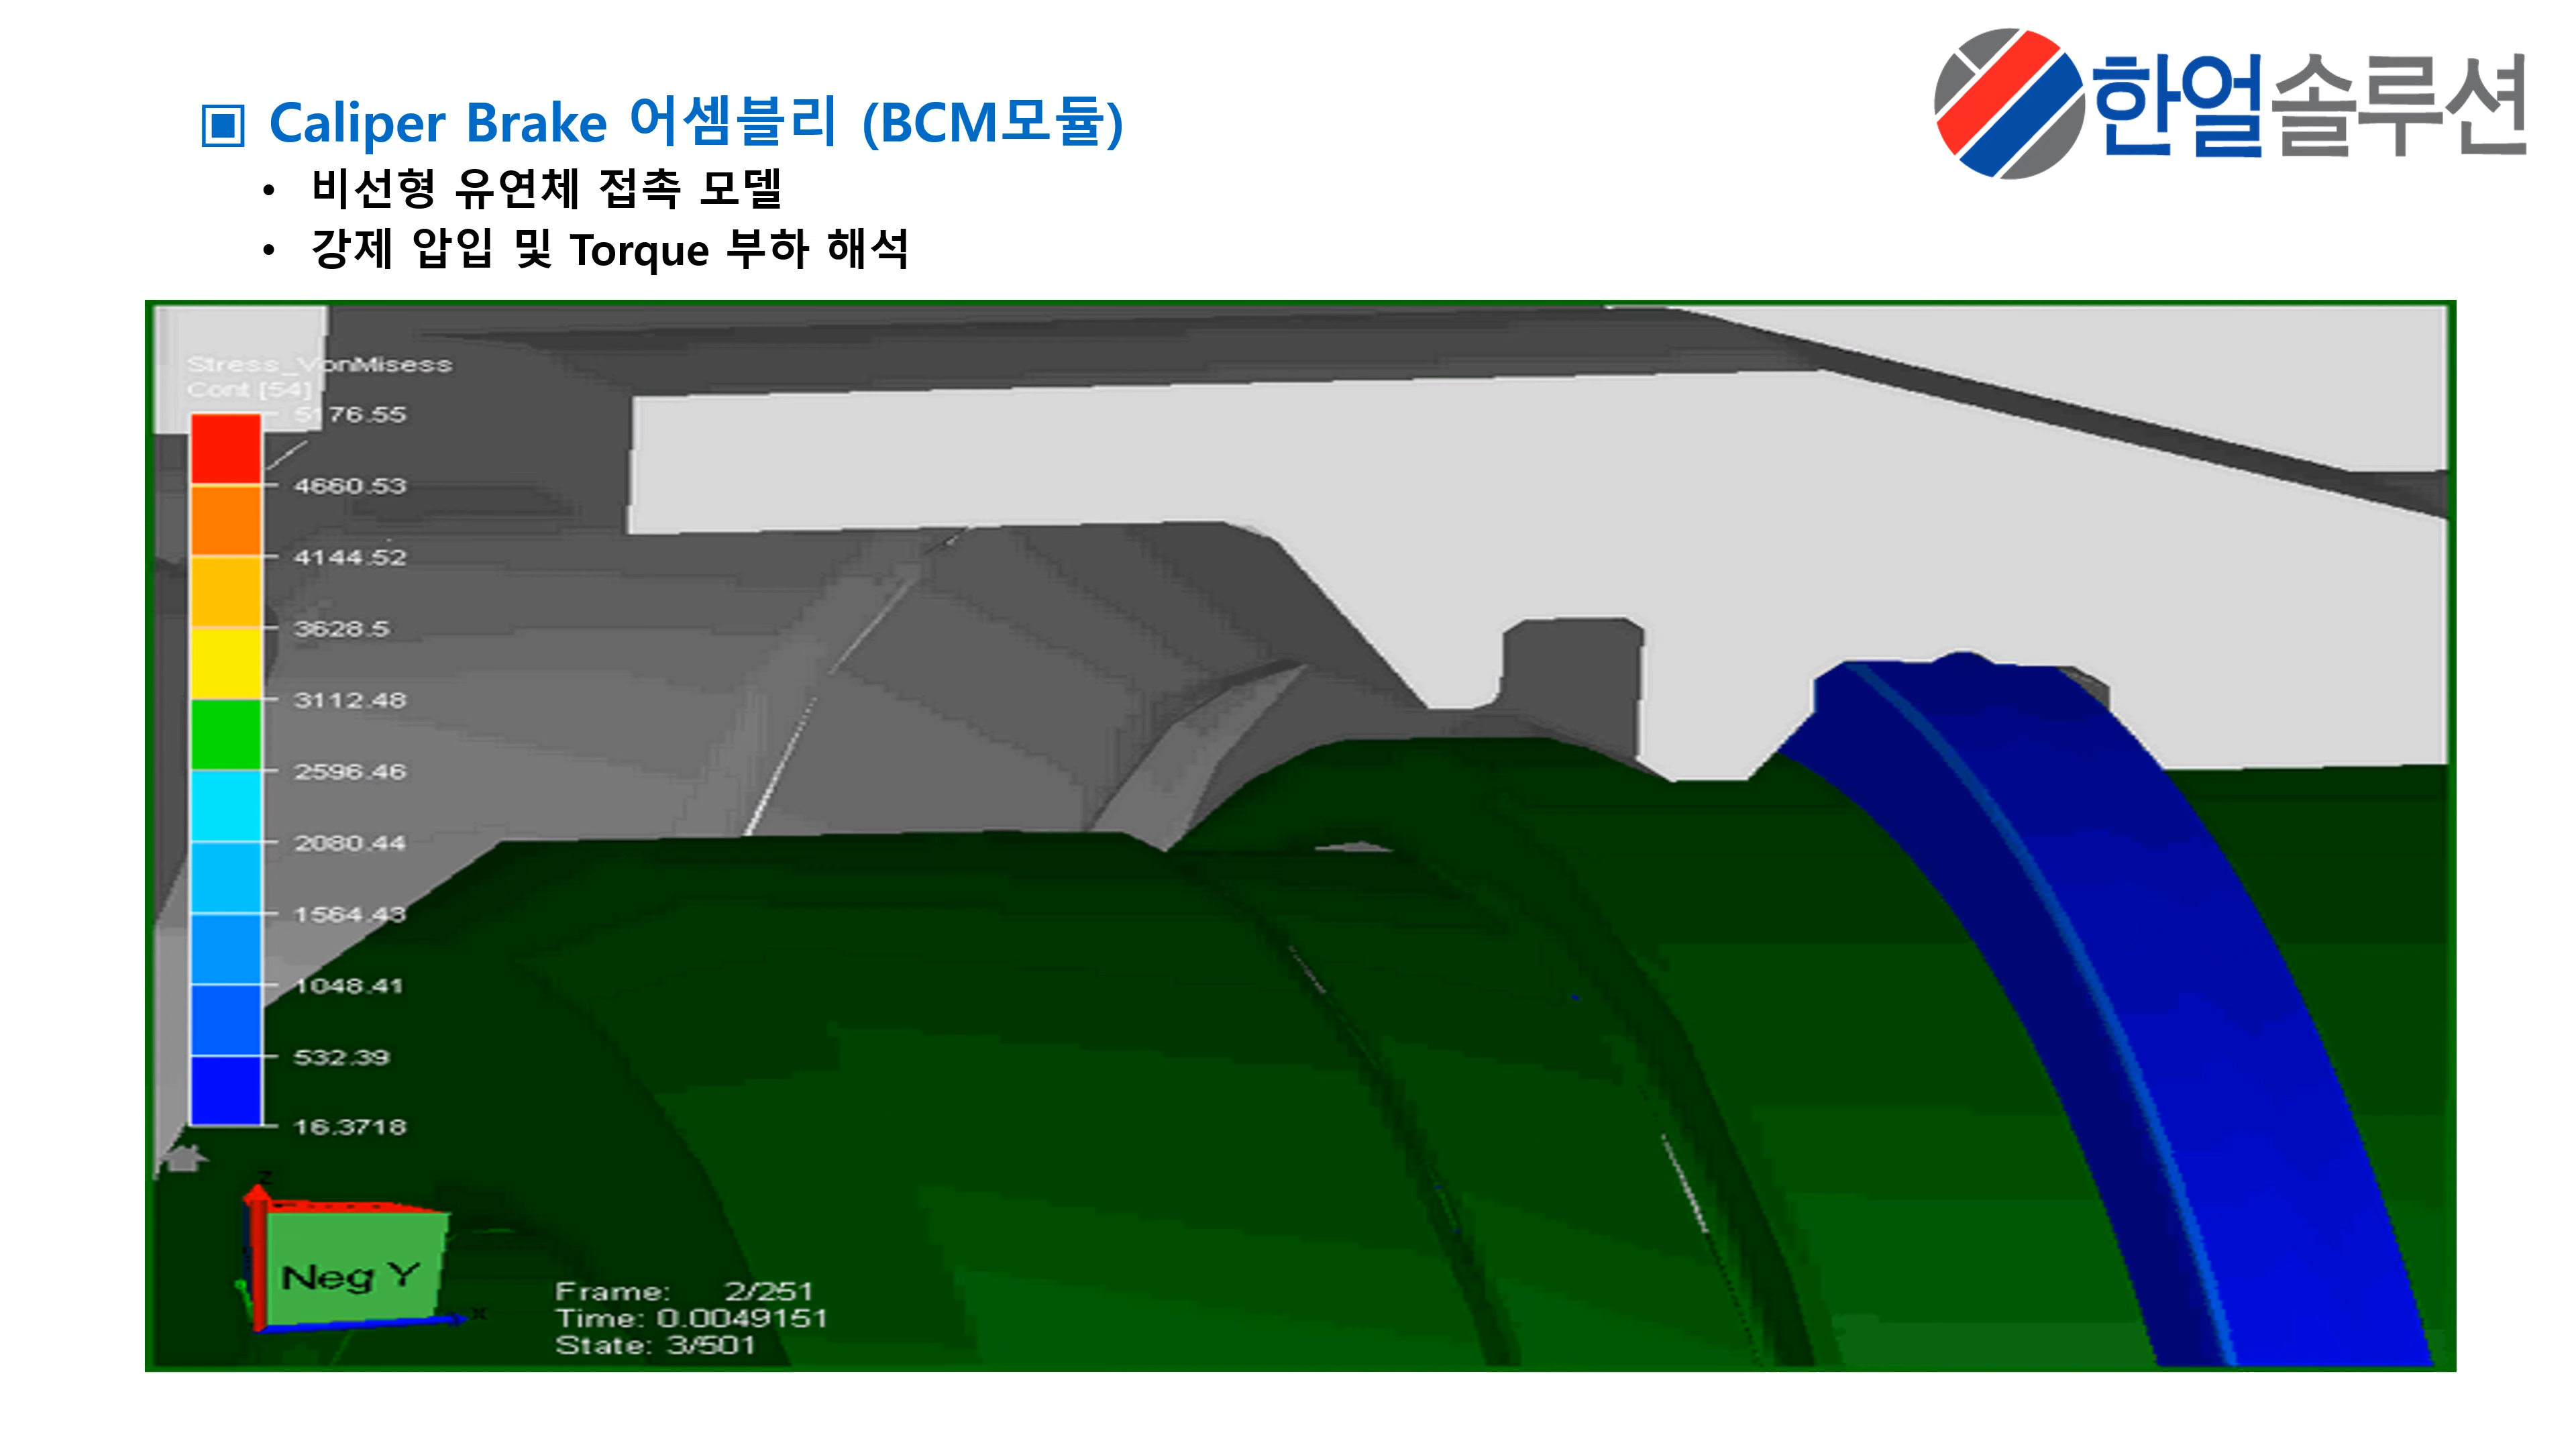 한얼솔루션
▣ Caliper Brake 어셈블리 (BCM모듈)
• 비선형 유연체 접촉 모델
• 강제 압입 및 Torque 부하 해석
Stress_VonMisess
Cont [54]
5176.55
4660.53
4144.52
3628.5
3112.48
2596.46
2080.44
1564.43
1048.41
532.39
16.3718
Z
Neg Y
X
Frame: 2/251
Time: 0.0049151
State: 3/501